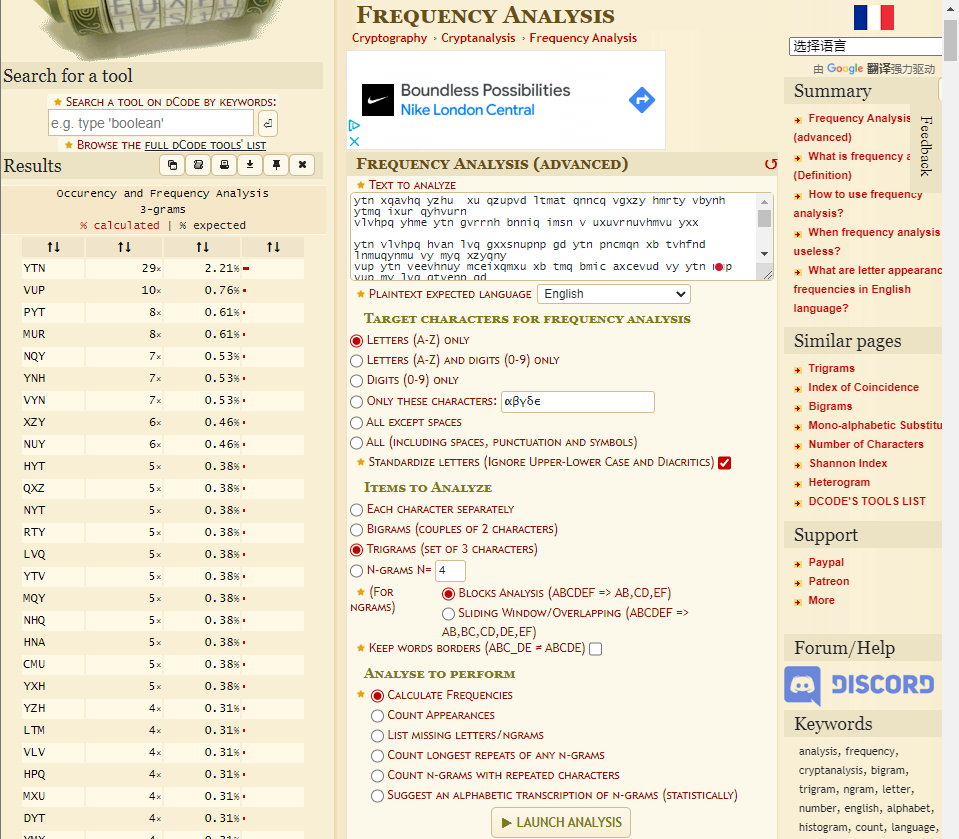 Search for a tool
★ Search a tool on dCode by keywords:
e.g. type 'boolean'
★ Browse the full dCode tools' list
Results
Occurency and Frequency Analysis
3-grams
% calculated | % expected
↑↓ ↑↓ ↑↓ ↑↓
YTN 29× 2.21%
VUP 10× 0.76%
PYT 8× 0.61%
MUR 8× 0.61%
NQY 7× 0.53%
YNH 7× 0.53%
VYN 7× 0.53%
XZY 6× 0.46%
NUY 6× 0.46%
HYT 5× 0.38%
QXZ 5× 0.38%
NYT 5× 0.38%
RTY 5× 0.38%
LVQ 5× 0.38%
YTV 5× 0.38%
MQY 5× 0.38%
NHQ 5× 0.38%
HNA 5× 0.38%
CMU 5× 0.38%
YXH 5× 0.38%
YZH 4× 0.31%
LTM 4× 0.31%
VLV 4× 0.31%
HPQ 4× 0.31%
MXU 4× 0.31%
DYT 4× 0.31%
Frequency Analysis
Cryptography › Cryptanalysis › Frequency Analysis
Boundless Possibilities
Nike London Central
Frequency Analysis (advanced)
★ Text to analyze
ytn xqavhq yzhu xu qzupvd ltmat qnncq vgxzy hmrty vbynh
ytmq ixur qyhvurn
vlvhpq yhme ytn gvrrnh bnniq imsn v uxuvrnuvhmvu yxx
ytn vlvhpq hvan lvq gxxsnupnp gd ytn pncmqn xb tvhfnd
lnmuqynmu vy myq xzyqny
vup ytn veevhnuy mceixqmxu xb tmq bmic axcevud vy ytn
vup my lvq qtvenp gd
★ Plaintext expected language English
Target characters for frequency analysis
Letters (A-Z) only
Letters (A-Z) and digits (0-9) only
Digits (0-9) only
Only these characters: αβγδϵ
All except spaces
All (including spaces, punctuation and symbols)
★ Standardize letters (Ignore Upper-Lower Case and Diacritics)
Items to Analyze
Each character separately
Bigrams (couples of 2 characters)
Trigrams (set of 3 characters)
N-grams N= 4
★ (For ngrams)
Blocks Analysis (ABCDEF => AB,CD,EF)
Sliding Window/Overlapping (ABCDEF =>
AB,BC,CD,DE,EF)
★ Keep words borders (ABC_DE ≠ ABCDE)
Analyse to perform
★ Calculate Frequencies
Count Appearances
List missing letters/ngrams
Count longest repeats of any n-grams
Count n-grams with repeated characters
Suggest an alphabetic transcription of n-grams (statistically)
► Launch Analysis
选择语言
由 Google 翻译强力驱动
Summary
Frequency Analysis
(advanced)
What is frequency a
(Definition)
How to use frequency
analysis?
When frequency analysis
useless?
What are letter appearanc
frequencies in English
language?
Feedback
Similar pages
Trigrams
Index of Coincidence
Bigrams
Mono-alphabetic Substitu
Number of Characters
Shannon Index
Heterogram
DCODE'S TOOLS LIST
Support
Paypal
Patreon
More
Forum/Help
DISCORD
Keywords
analysis, frequency,
cryptanalysis, bigram,
trigram, ngram, letter,
number, english, alphabet,
histogram, count, language,